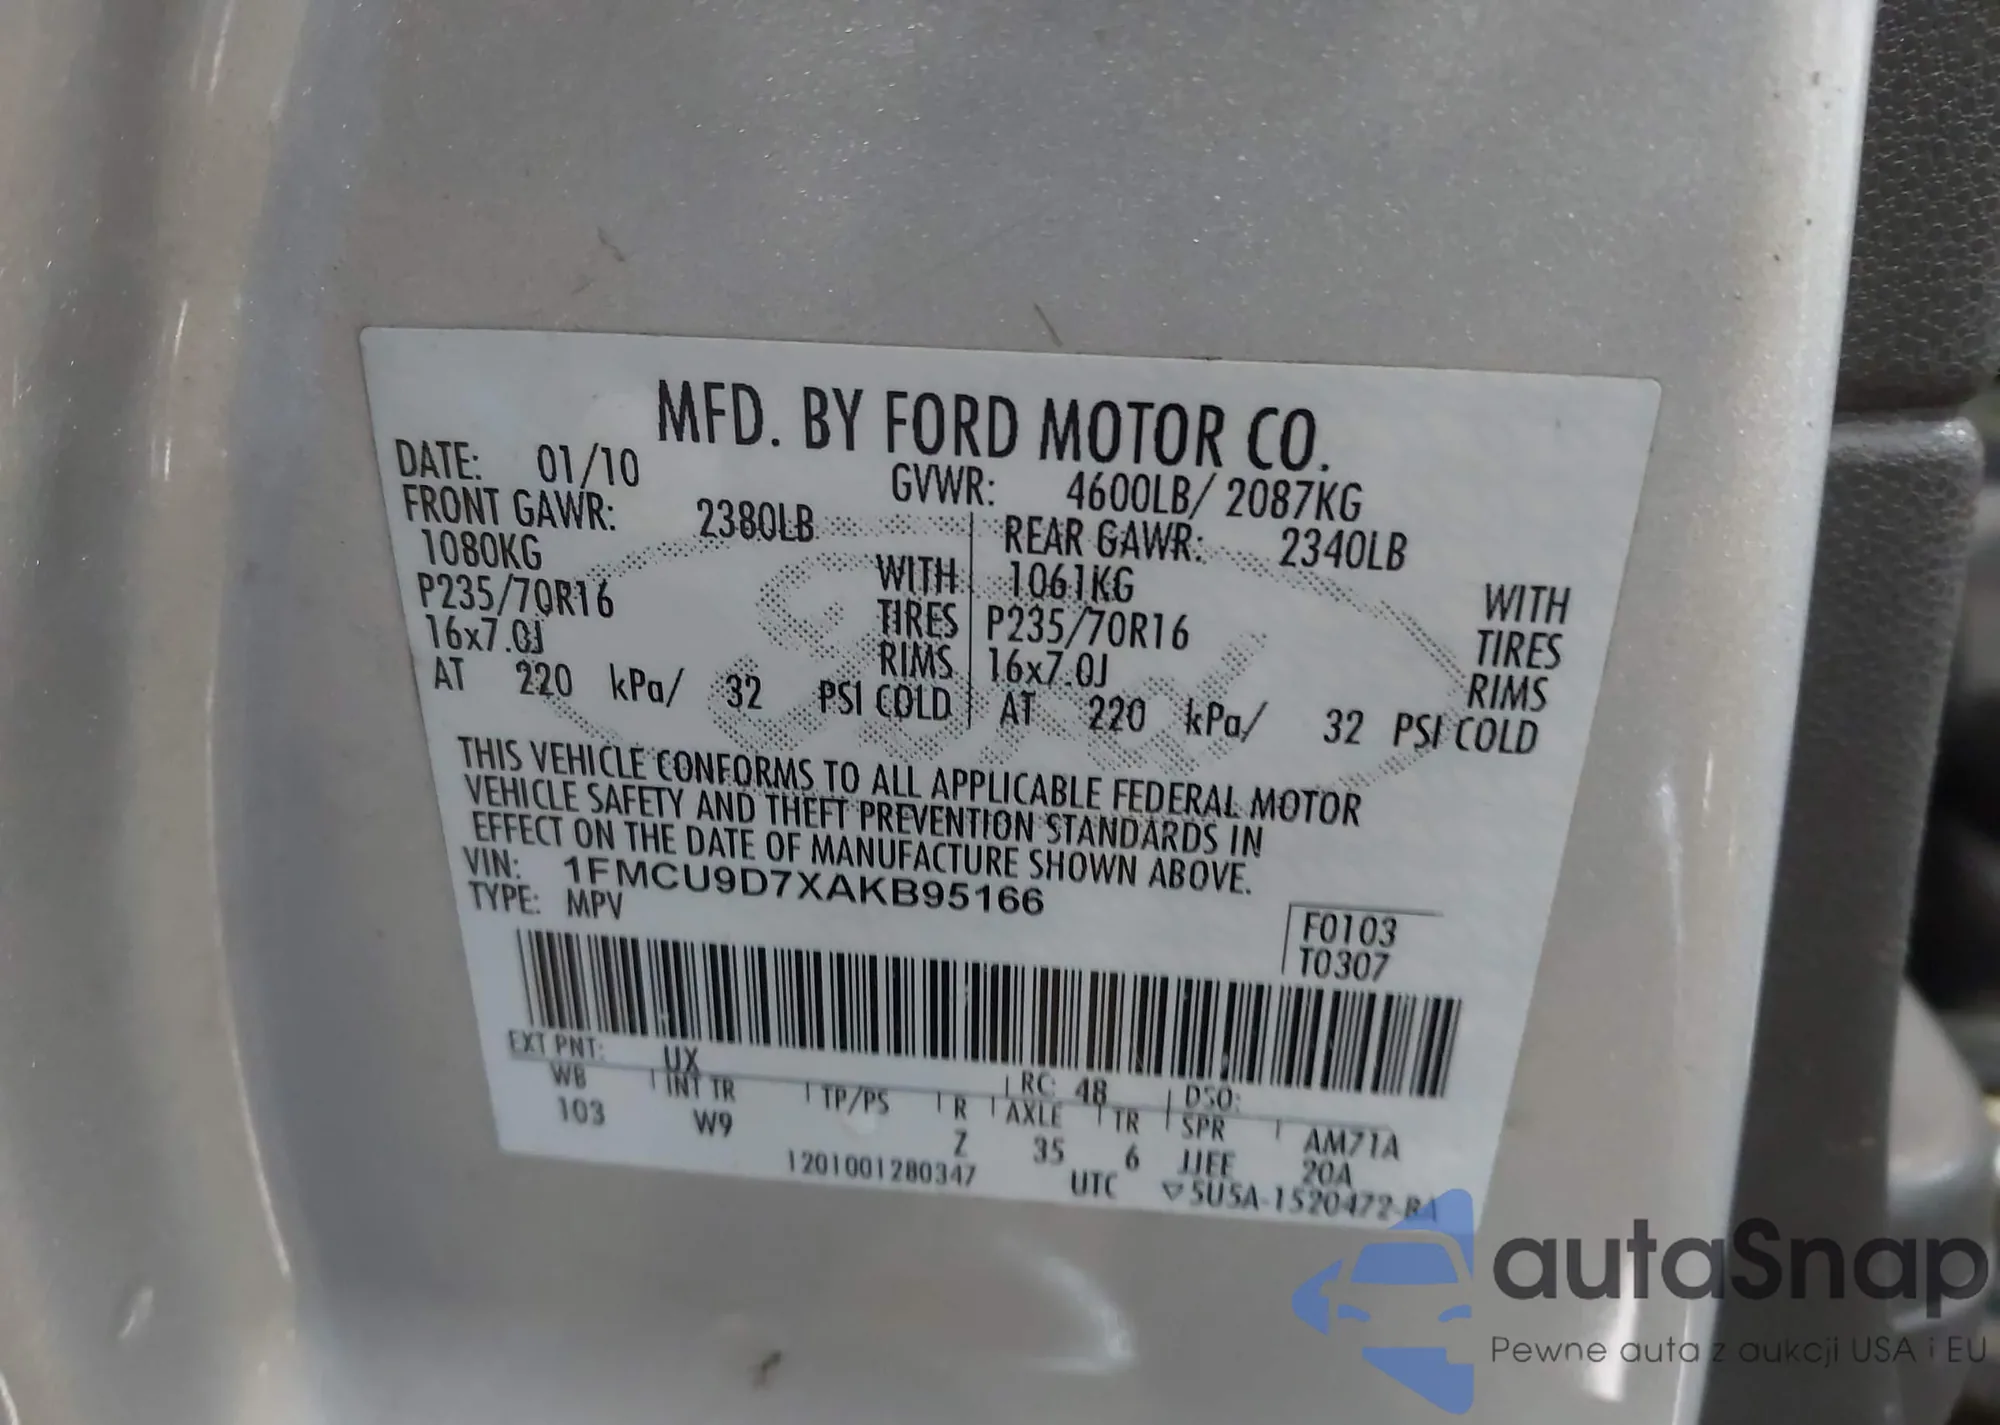 MFD. BY FORD MOTOR CO.
DATE: 01/10 GVWR: 4600LB/ 2087KG
FRONT GAWR: 2380LB REAR GAWR: 2340LB
1080KG WITH 1061KG WITH
P235/70R16 TIRES P235/70R16 TIRES
16x7.0J RIMS 16x7.0J RIMS
AT 220 kPa/ 32 PSI COLD AT 220 kPa/ 32 PSI COLD
Ford
THIS VEHICLE CONFORMS TO ALL APPLICABLE FEDERAL MOTOR
VEHICLE SAFETY AND THEFT PREVENTION STANDARDS IN
EFFECT ON THE DATE OF MANUFACTURE SHOWN ABOVE.
VIN: 1FMCU9D7XAKB95166
TYPE: MPV
F0103
T0307
EXT PNT: UX RC: 48 DSO:
WB INT TR TP/PS R AXLE TR SPR AM71A
103 W9 Z 35 6 JJEE 20A
1201001280347 UTC ▽5U5A-1520472-BA
autaSnap
Pewne auta z aukcji USA i EU